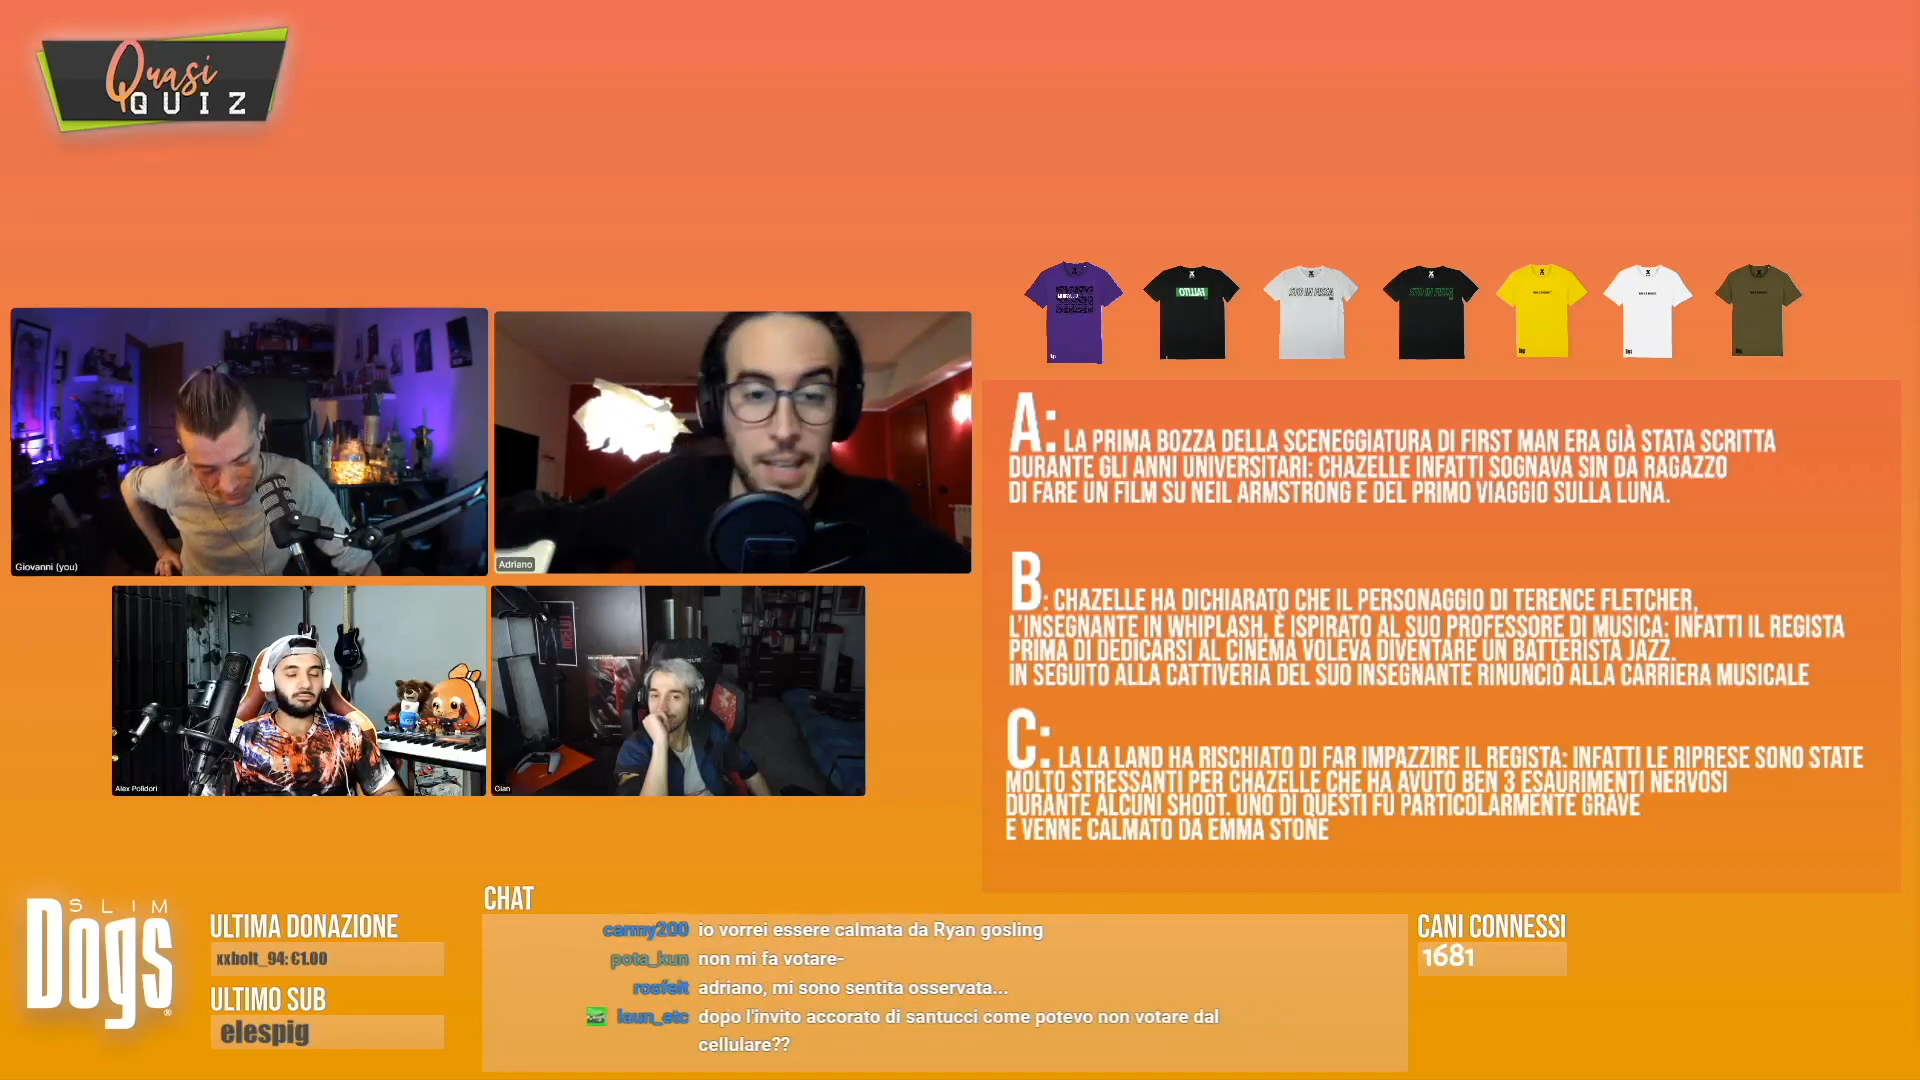 Quasi
QUIZ
A: LA PRIMA BOZZA DELLA SCENEGGIATURA DI FIRST MAN ERA GIÀ STATA SCRITTA
DURANTE GLI ANNI UNIVERSITARI: CHAZELLE INFATTI SOGNAVA SIN DA RAGAZZO
DI FARE UN FILM SU NEIL ARMSTRONG E DEL PRIMO VIAGGIO SULLA LUNA.
B: CHAZELLE HA DICHIARATO CHE IL PERSONAGGIO DI TERENCE FLETCHER,
L'INSEGNANTE IN WHIPLASH, È ISPIRATO AL SUO PROFESSORE DI MUSICA: INFATTI IL REGISTA
PRIMA DI DEDICARSI AL CINEMA VOLEVA DIVENTARE UN BATTERISTA JAZZ.
IN SEGUITO ALLA CATTIVERIA DEL SUO INSEGNANTE RINUNCIÒ ALLA CARRIERA MUSICALE
C: LA LA LAND HA RISCHIATO DI FAR IMPAZZIRE IL REGISTA: INFATTI LE RIPRESE SONO STATE
MOLTO STRESSANTI PER CHAZELLE CHE HA AVUTO BEN 3 ESAURIMENTI NERVOSI
DURANTE ALCUNI SHOOT. UNO DI QUESTI FU PARTICOLARMENTE GRAVE
E VENNE CALMATO DA EMMA STONE
Giovanni (you)
Adriano
Alex Polidori
Gian
SLIM
Dogs
ULTIMA DONAZIONE
xxbolt_94: €1.00
ULTIMO SUB
elespig
CHAT
carmy200 io vorrei essere calmata da Ryan gosling
pota_kun non mi fa votare-
rosfelt adriano, mi sono sentita osservata...
laun_etc dopo l'invito accorato di santucci come potevo non votare dal
cellulare??
CANI CONNESSI
1681